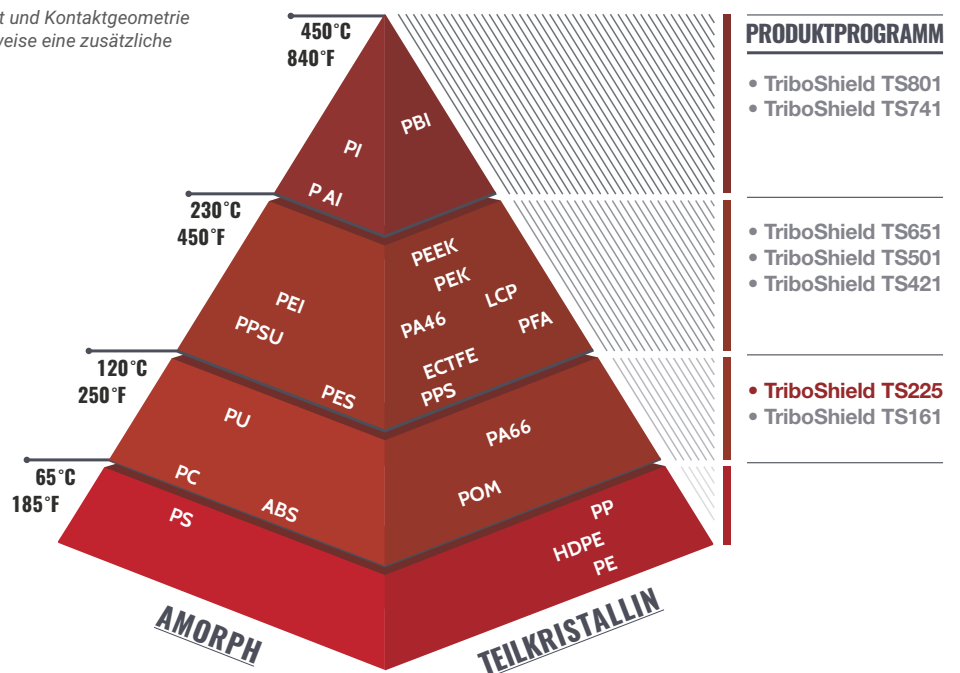 t und Kontaktgeometrie
weise eine zusätzliche
450°C
840°F
PRODUKTPROGRAMM
• TriboShield TS801
• TriboShield TS741
PBI
PI
P AI
230°C
450°F
• TriboShield TS651
• TriboShield TS501
• TriboShield TS421
PEEK
PEK
LCP
PEI
PA46
PFA
PPSU
ECTFE
PPS
PES
120°C
250°F
• TriboShield TS225
• TriboShield TS161
PU
PA66
PC
POM
ABS
65°C
185°F
PS
PP
HDPE
PE
AMORPH
TEILKRISTALLIN